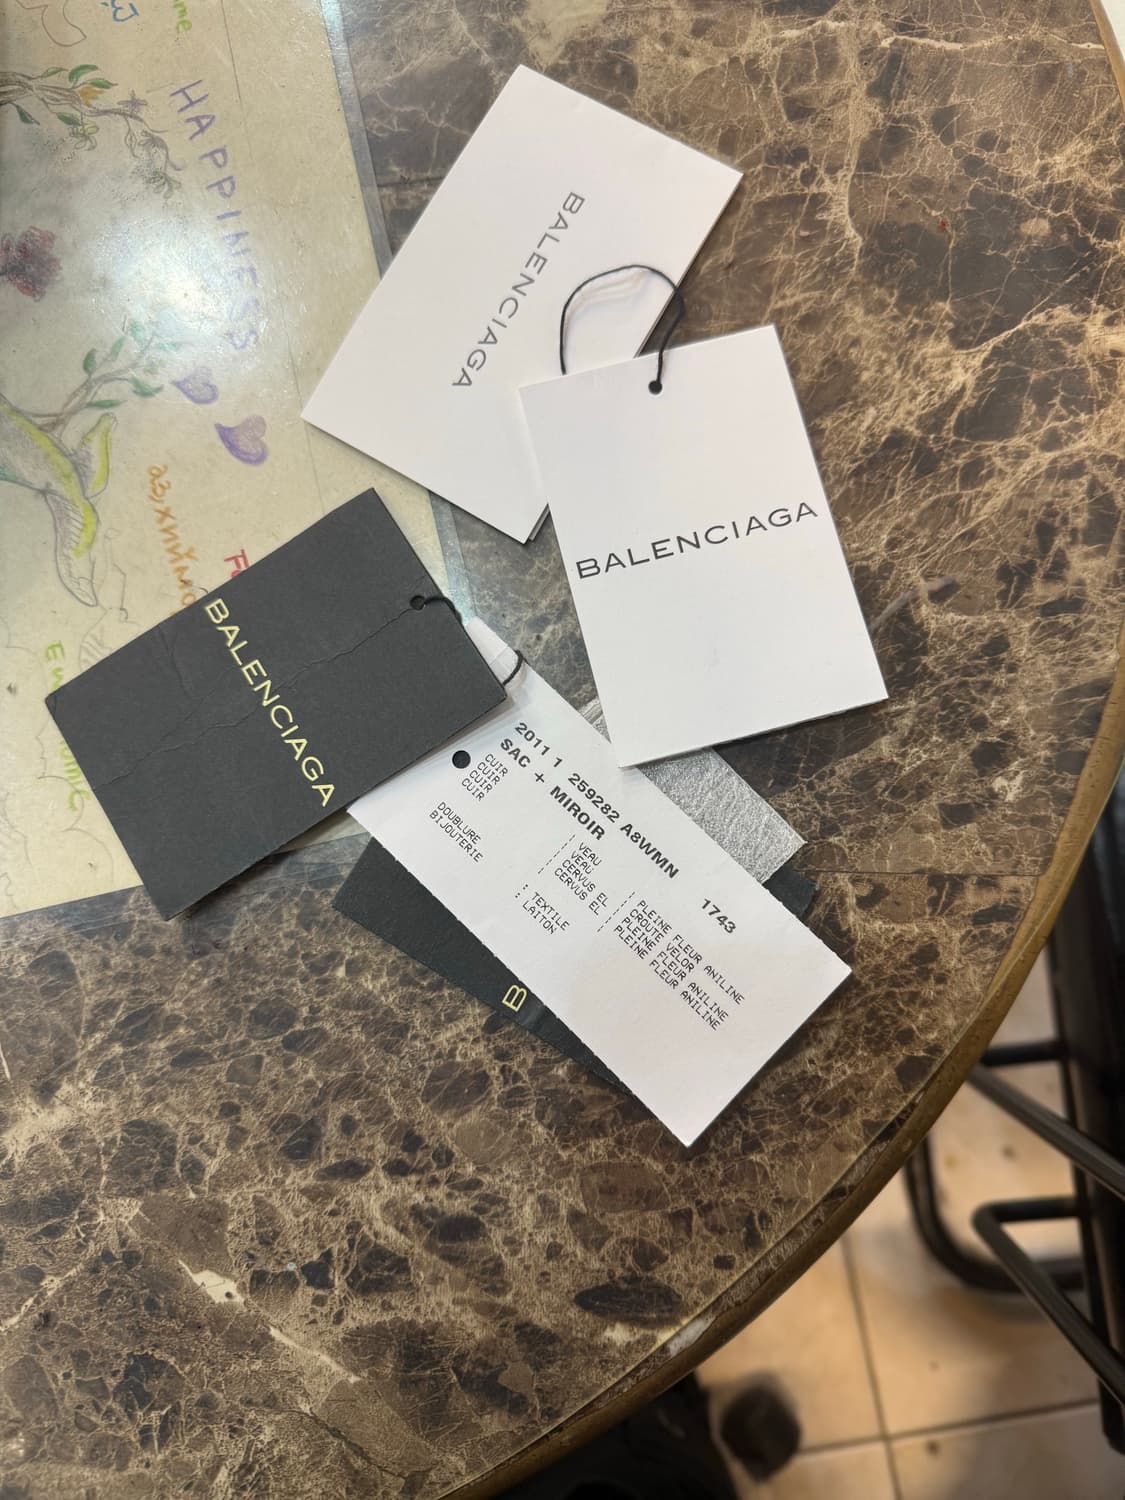 HAPPINESS
BALENCIAGA
BALENCIAGA
BALENCIAGA
2011 1 259282 A8WMN 1743
SAC + MIROIR
CUIR VEAU PLEINE FLEUR ANILINE
CUIR VEAU CROUTE VELOR
CUIR CERVUS EL PLEINE FLEUR ANILINE
CUIR CERVUS EL PLEINE FLEUR ANILINE
DOUBLURE : TEXTILE
BIJOUTERIE : LAITON
B